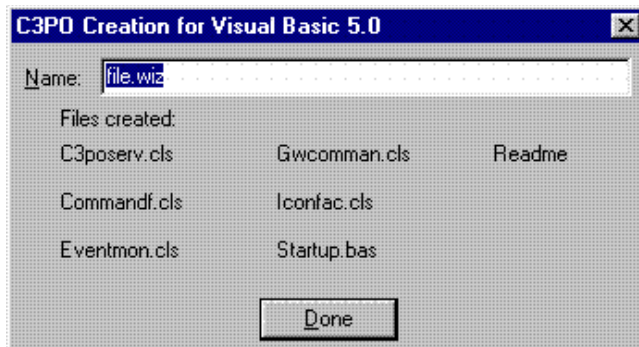 C3PO Creation for Visual Basic 5.0
Name: file.wiz
Files created:
C3poserv.cls Gwcomman.cls Readme
Commandf.cls Iconfac.cls
Eventmon.cls Startup.bas
Done